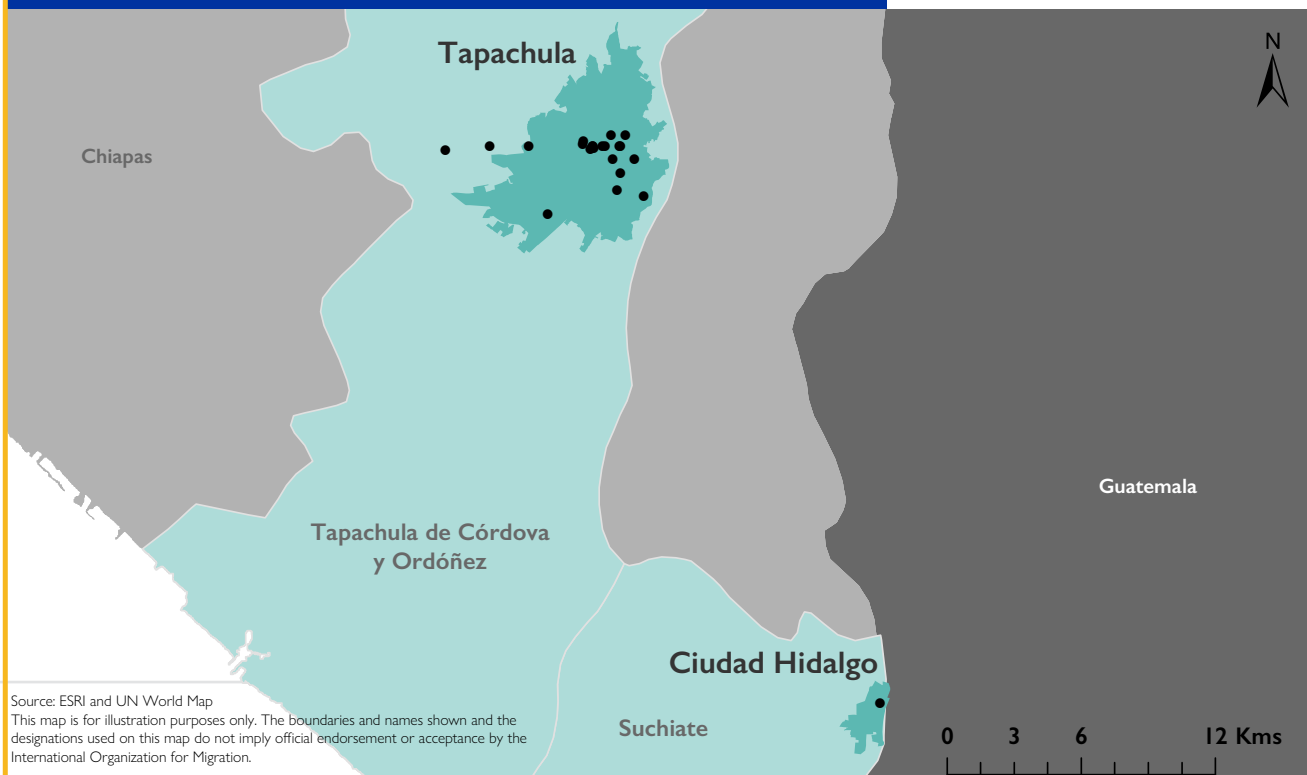 Tapachula
N
Chiapas
Guatemala
Tapachula de Córdova
y Ordóñez
Ciudad Hidalgo
Suchiate
Source: ESRI and UN World Map
This map is for illustration purposes only. The boundaries and names shown and the
designations used on this map do not imply official endorsement or acceptance by the
International Organization for Migration.
0 3 6 12 Kms